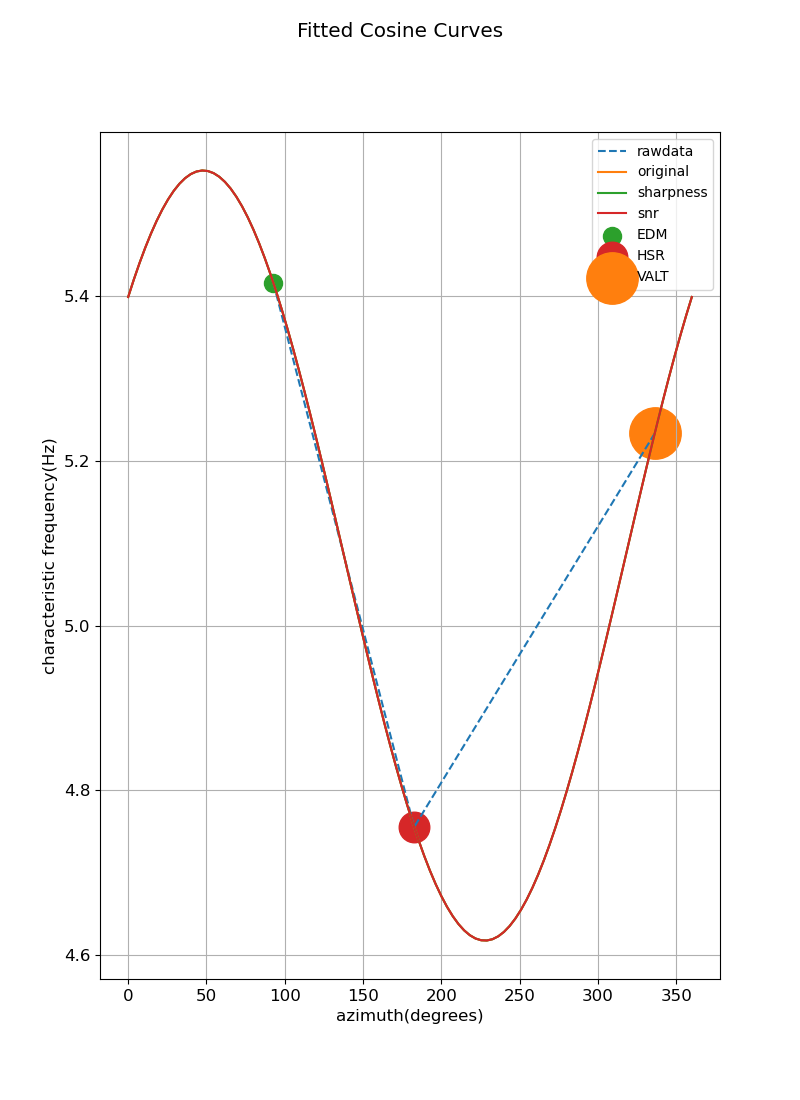 Fitted Cosine Curves
rawdata
original
sharpness
snr
EDM
HSR
VALT
characteristic frequency(Hz)
5.4
5.2
5.0
4.8
4.6
0 50 100 150 200 250 300 350
azimuth(degrees)